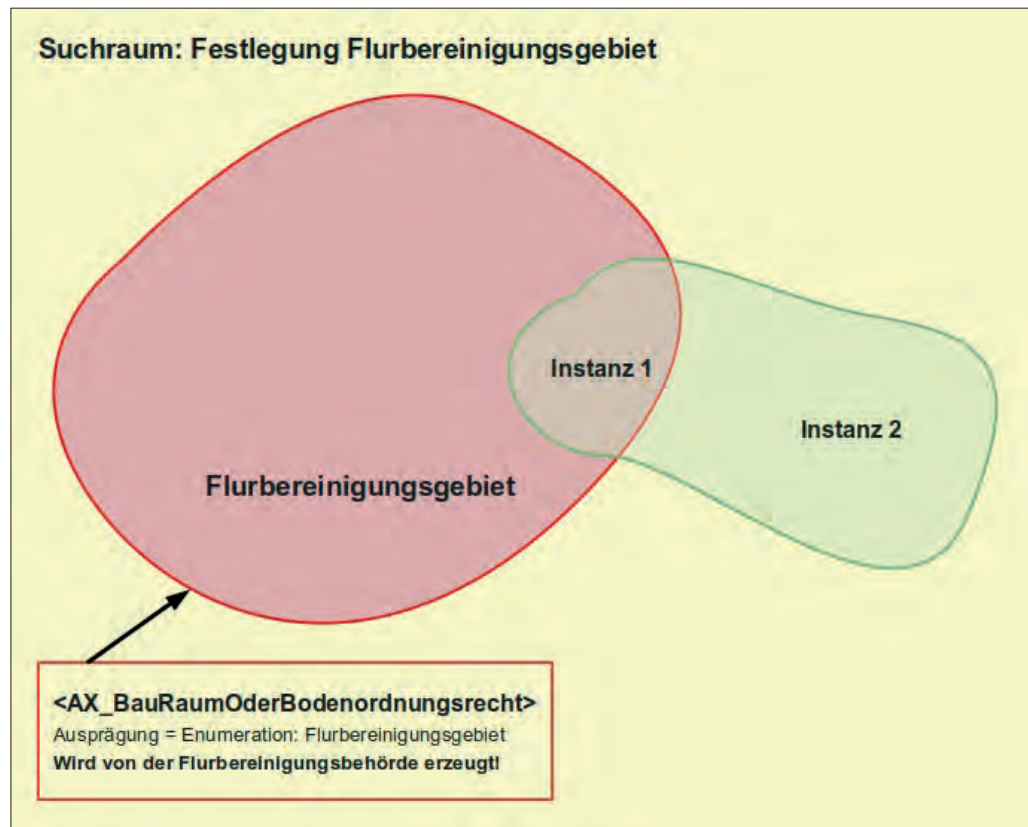 Suchraum: Festlegung Flurbereinigungsgebiet
Instanz 1
Instanz 2
Flurbereinigungsgebiet
<AX_BauRaumOderBodenordnungsrecht>
Ausprägung = Enumeration: Flurbereinigungsgebiet
Wird von der Flurbereinigungsbehörde erzeugt!